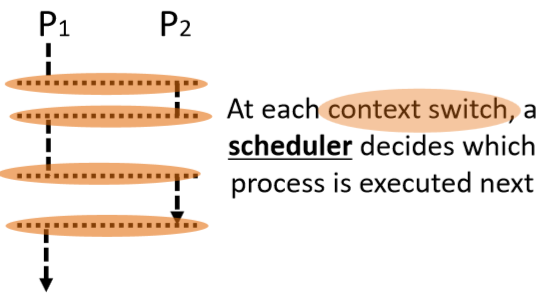 P1 P2
At each context switch, a
scheduler decides which
process is executed next